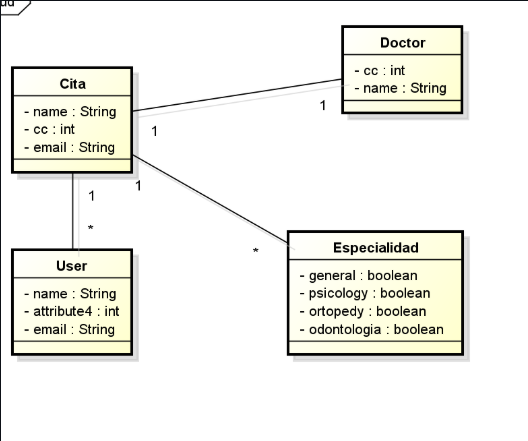 Doctor
- cc : int
- name : String
Cita
- name : String
- cc : int
- email : String
1
1
1
1
*
*
User
- name : String
- attribute4 : int
- email : String
Especialidad
- general : boolean
- psicology : boolean
- ortopedy : boolean
- odontologia : boolean